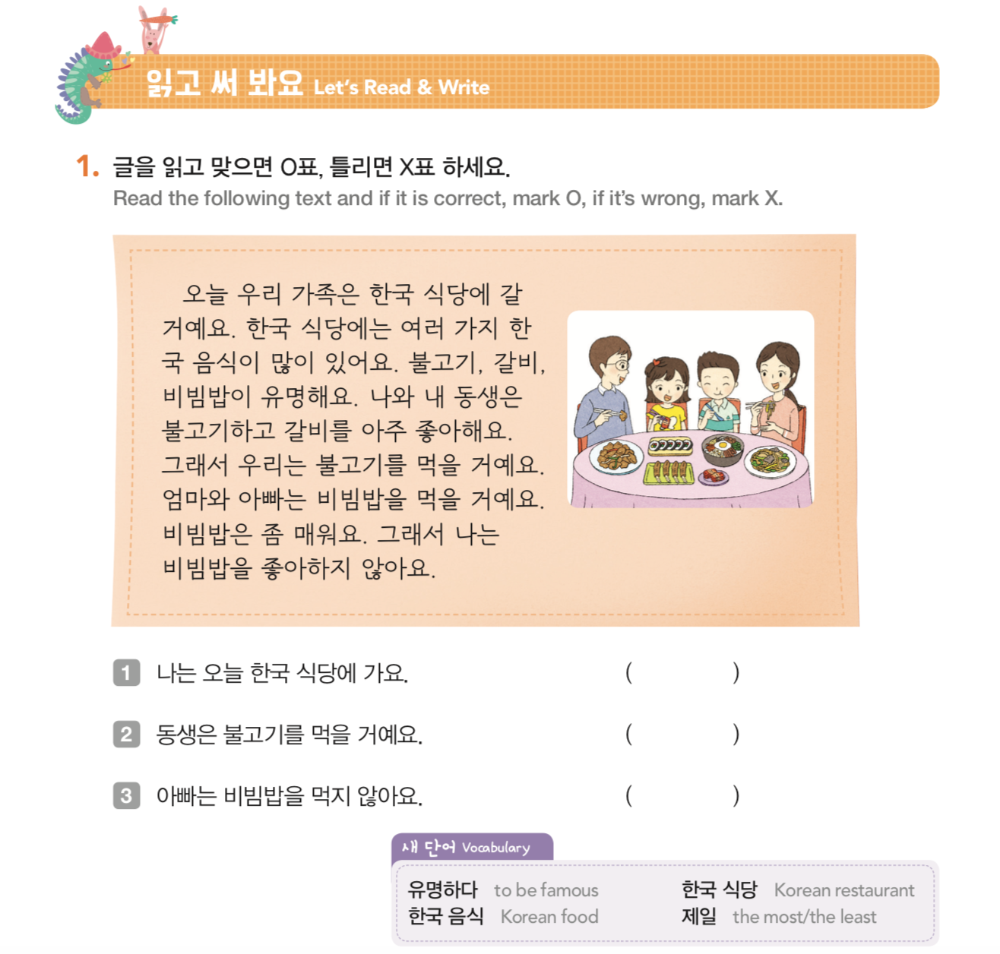 읽고 써 봐요 Let's Read & Write
1. 글을 읽고 맞으면 O표, 틀리면 X표 하세요.
Read the following text and if it is correct, mark O, if it's wrong, mark X.
오늘 우리 가족은 한국 식당에 갈
거예요. 한국 식당에는 여러 가지 한
국 음식이 많이 있어요. 불고기, 갈비,
비빔밥이 유명해요. 나와 내 동생은
불고기하고 갈비를 아주 좋아해요.
그래서 우리는 불고기를 먹을 거예요.
엄마와 아빠는 비빔밥을 먹을 거예요.
비빔밥은 좀 매워요. 그래서 나는
비빔밥을 좋아하지 않아요.
1 나는 오늘 한국 식당에 가요. ( )
2 동생은 불고기를 먹을 거예요. ( )
3 아빠는 비빔밥을 먹지 않아요. ( )
새 단어 Vocabulary
유명하다 to be famous 한국 식당 Korean restaurant
한국 음식 Korean food 제일 the most/the least